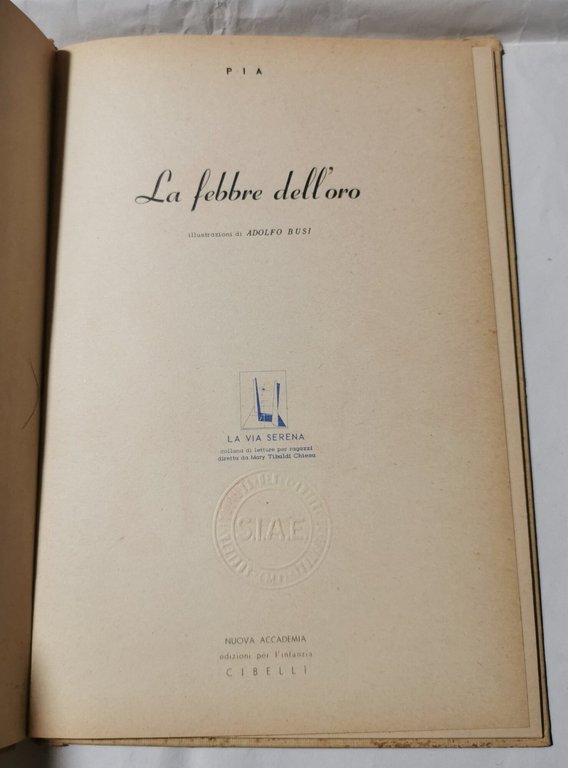 PIA
La febbre dell'oro
illustrazioni di ADOLFO BUSI
LA VIA SERENA
collana di letture per ragazzi
diretta da Mary Tibaldi Chiesa
S.I.A.E.
NUOVA ACCADEMIA
edizioni per l'infanzia
CIBELLI